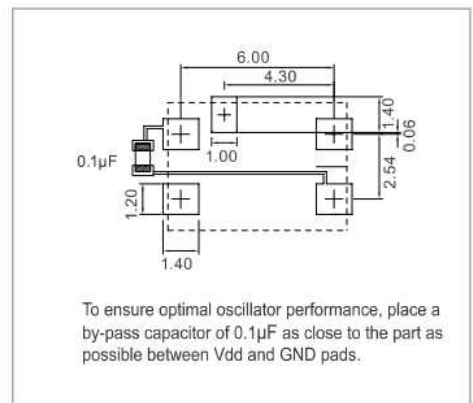 6.00
4.30
1.40
0.06
1.00
0.1µF
2.54
1.20
1.40
To ensure optimal oscillator performance, place a
by-pass capacitor of 0.1µF as close to the part as
possible between Vdd and GND pads.